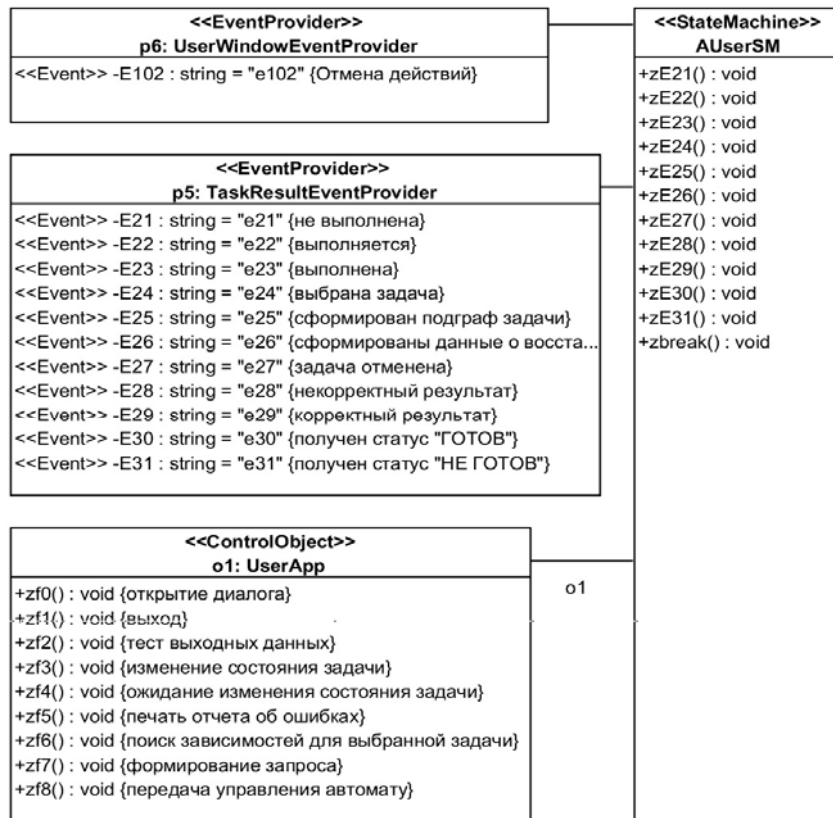 <<EventProvider>>
p6: UserWindowEventProvider
<<Event>> -E102 : string = "e102" {Отмена действий}
<<EventProvider>>
p5: TaskResultEventProvider
<<Event>> -E21 : string = "e21" {не выполнена}
<<Event>> -E22 : string = "e22" {выполняется}
<<Event>> -E23 : string = "e23" {выполнена}
<<Event>> -E24 : string = "e24" {выбрана задача}
<<Event>> -E25 : string = "e25" {сформирован подграф задачи}
<<Event>> -E26 : string = "e26" {сформированы данные о восста...
<<Event>> -E27 : string = "e27" {задача отменена}
<<Event>> -E28 : string = "e28" {некорректный результат}
<<Event>> -E29 : string = "e29" {корректный результат}
<<Event>> -E30 : string = "e30" {получен статус "ГОТОВ"}
<<Event>> -E31 : string = "e31" {получен статус "НЕ ГОТОВ"}
<<ControlObject>>
o1: UserApp
+zf0() : void {открытие диалога}
+zf1() : void {выход}
+zf2() : void {тест выходных данных}
+zf3() : void {изменение состояния задачи}
+zf4() : void {ожидание изменения состояния задачи}
+zf5() : void {печать отчета об ошибках}
+zf6() : void {поиск зависимостей для выбранной задачи}
+zf7() : void {формирование запроса}
+zf8() : void {передача управления автомату}
o1
<<StateMachine>>
AUserSM
+zE21() : void
+zE22() : void
+zE23() : void
+zE24() : void
+zE25() : void
+zE26() : void
+zE27() : void
+zE28() : void
+zE29() : void
+zE30() : void
+zE31() : void
+zbreak() : void